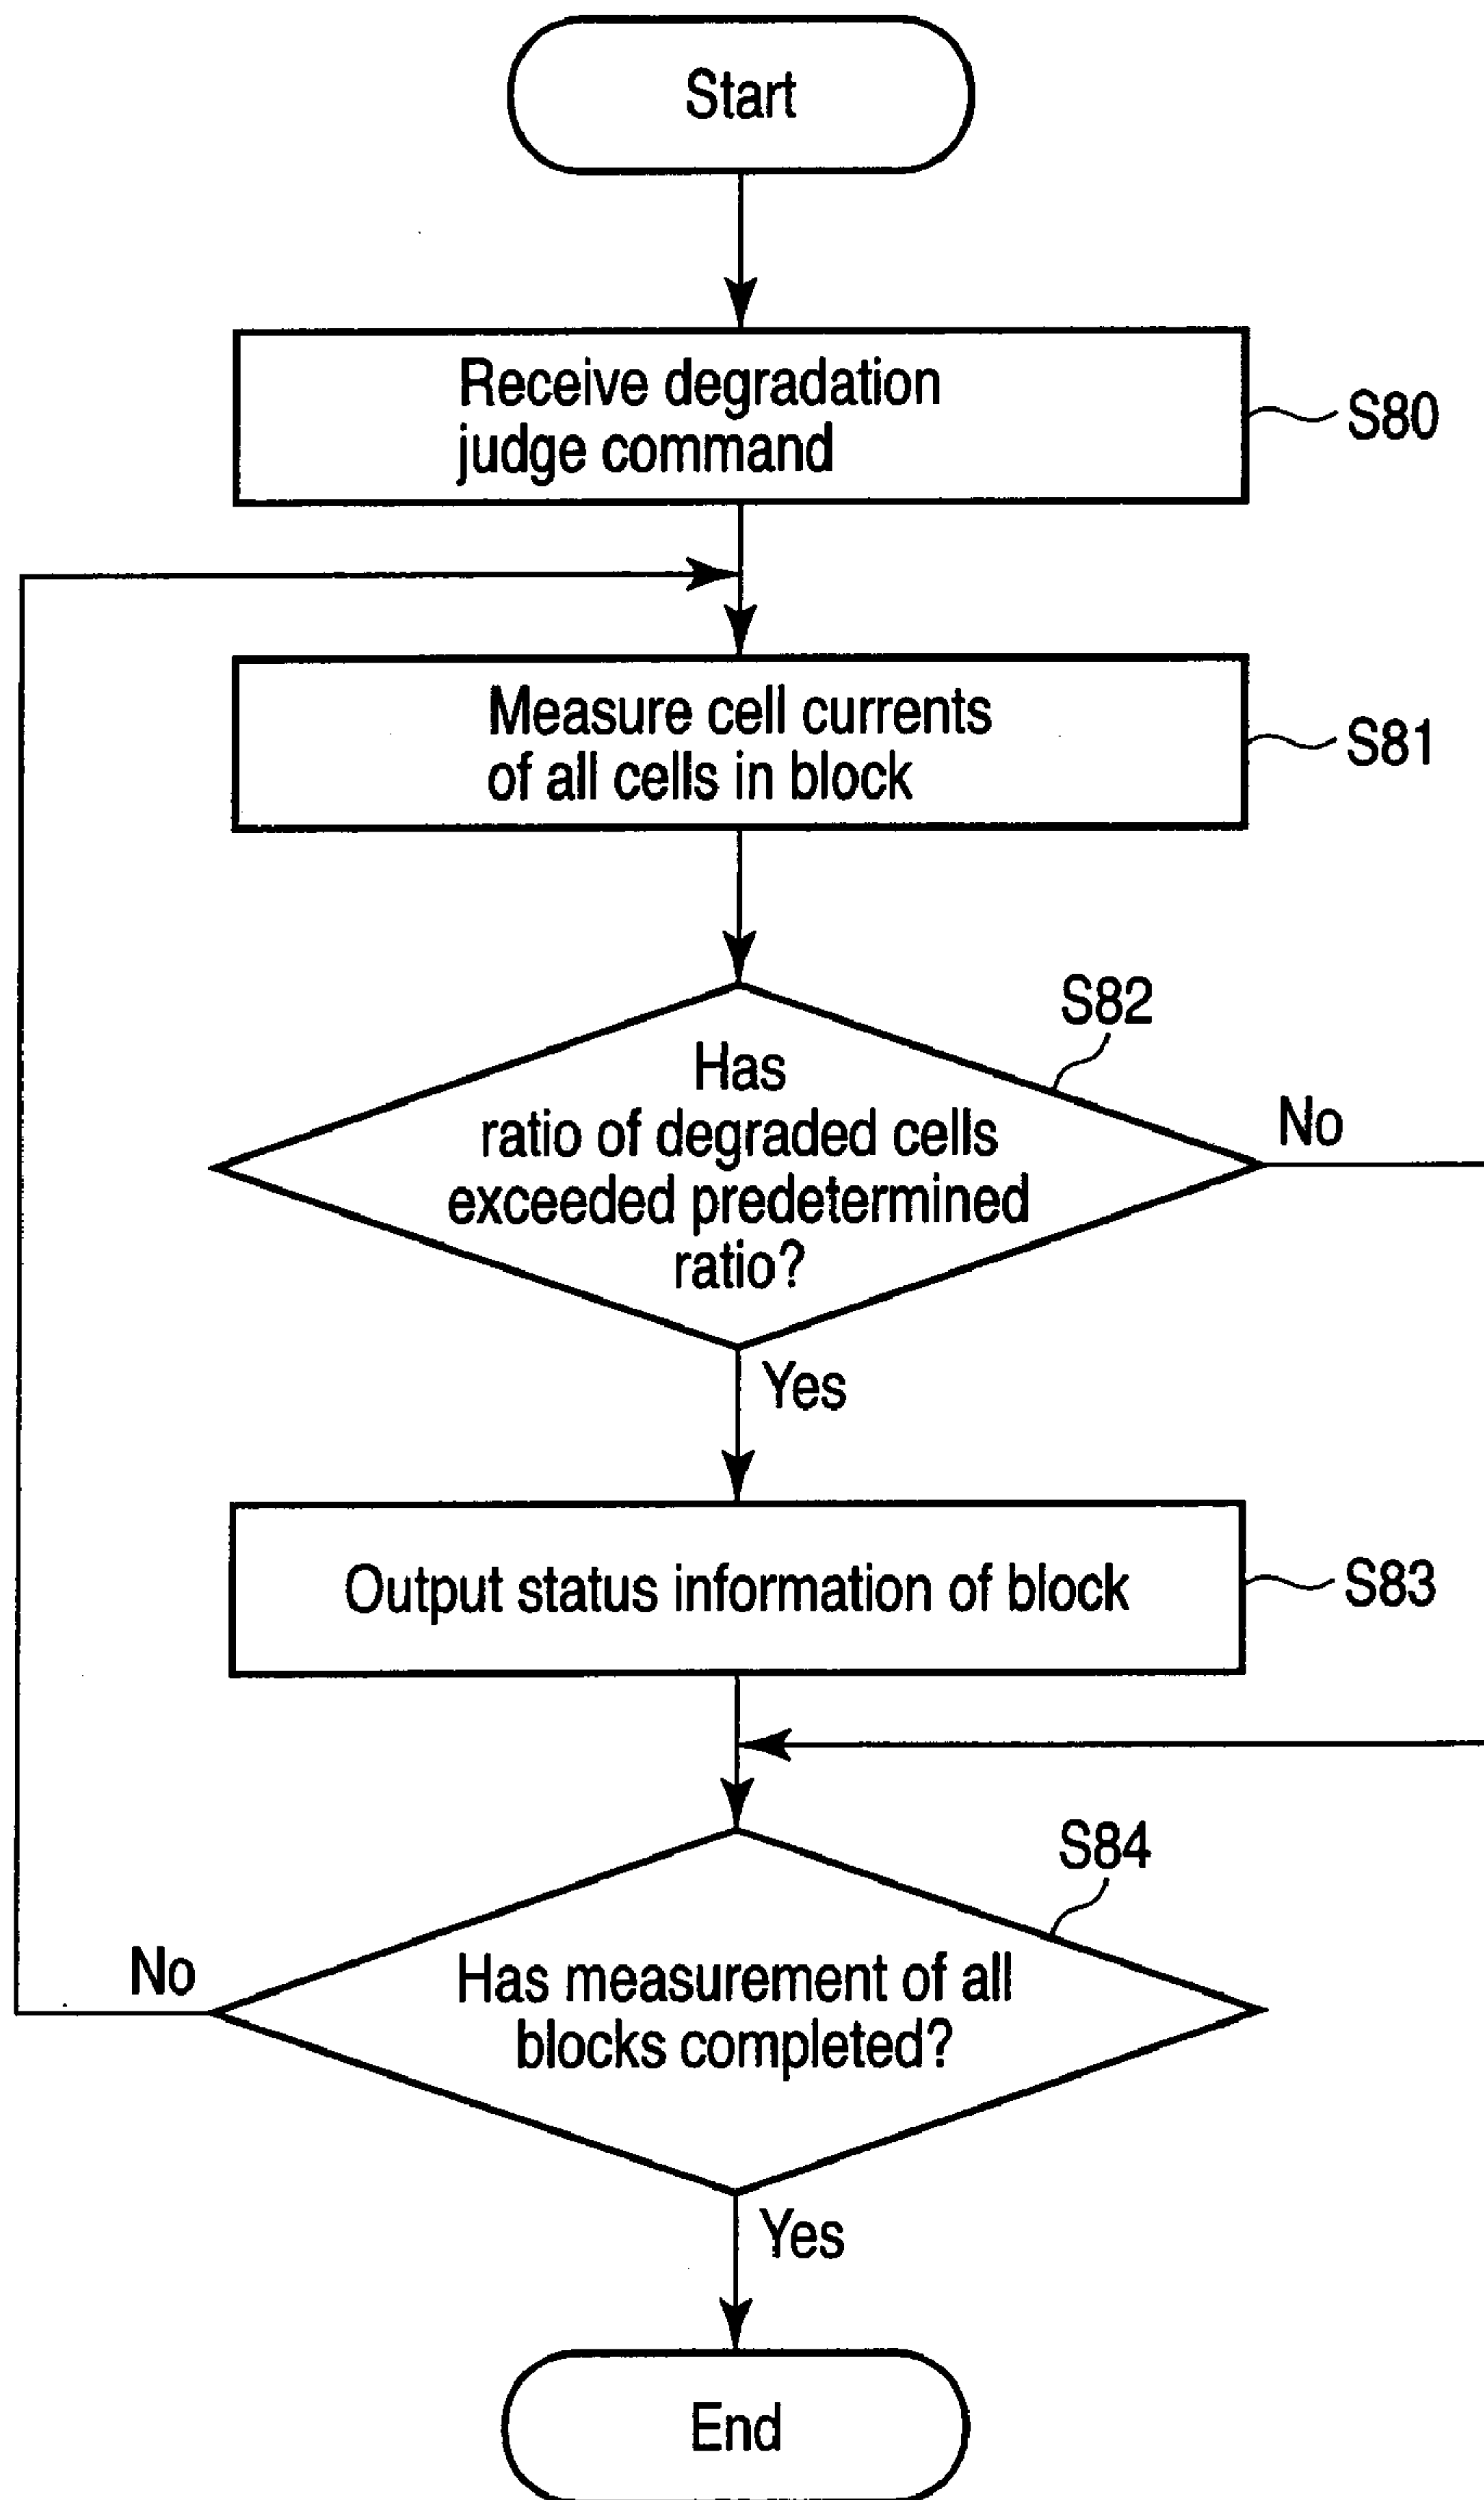 Start
Receive degradation
judge command
S80
Measure cell currents
of all cells in block
S81
S82
Has
ratio of degraded cells
exceeded predetermined
ratio?
No
Yes
Output status information of block
S83
S84
Has measurement of all
blocks completed?
No
Yes
End